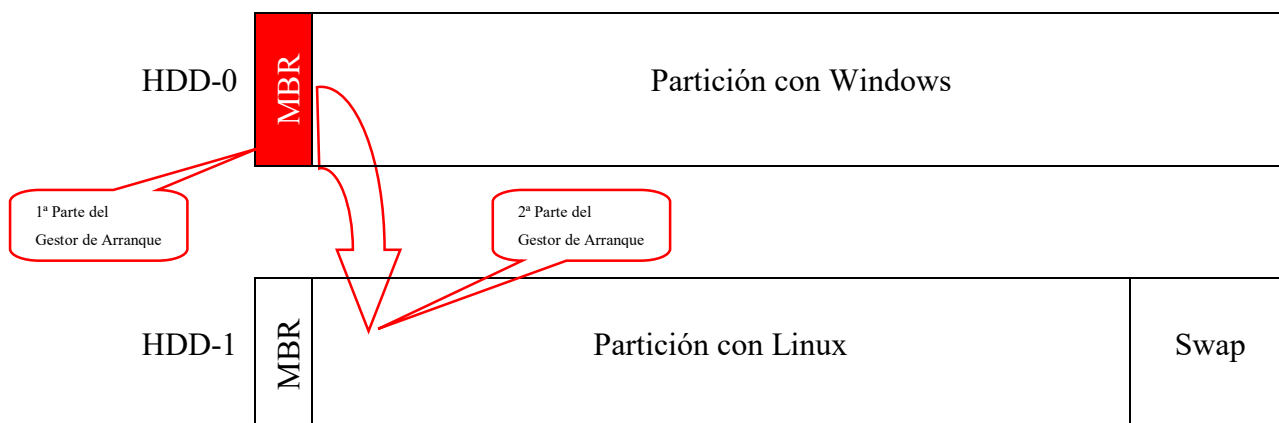 HDD-0
MBR
Partición con Windows
1ª Parte del
Gestor de Arranque
2ª Parte del
Gestor de Arranque
HDD-1
MBR
Partición con Linux
Swap